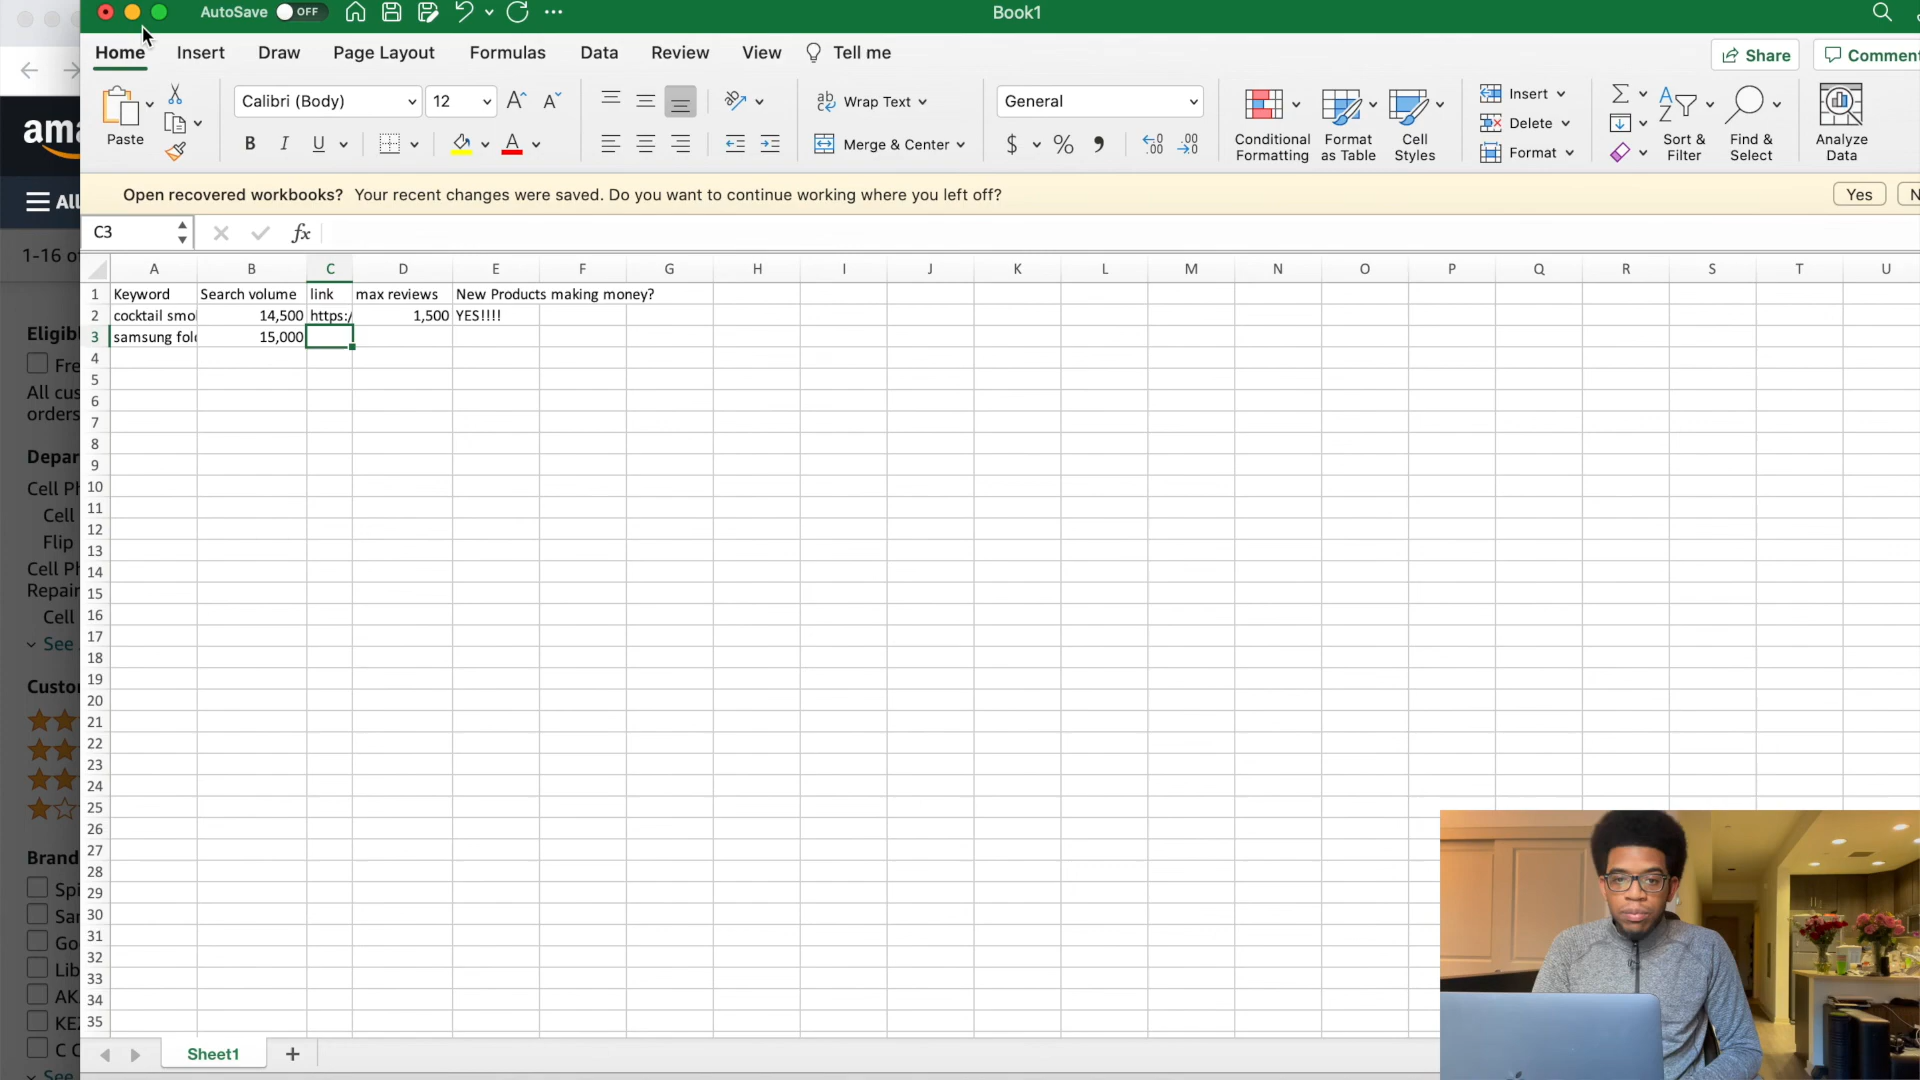 AutoSave OFF Book1
Home Insert Draw Page Layout Formulas Data Review View Tell me Share Commen
Paste Calibri (Body) 12 Wrap Text General Insert
B I U Merge & Center $ % Delete
Conditional Formatting Format as Table Cell Styles Format Sort & Filter Find & Select Analyze Data
Open recovered workbooks? Your recent changes were saved. Do you want to continue working where you left off? Yes N
C3 fx
A B C D E F G H I J K L M N O P Q R S T U
1 Keyword Search volume link max reviews New Products making money?
2 cocktail smo 14,500 https:/ 1,500 YES!!!!
3 samsung fol 15,000
4
5
6
7
8
9
10
11
12
13
14
15
16
17
18
19
20
21
22
23
24
25
26
27
28
29
30
31
32
33
34
35
Sheet1
ama
All
1-16 o
Eligibl
Fre
All cus
orders
Depar
Cell Ph
Cell
Flip
Cell Ph
Repair
Cell
See
Custo
Brand
Spi
Sa
Go
Lib
AK
KE
C C
See